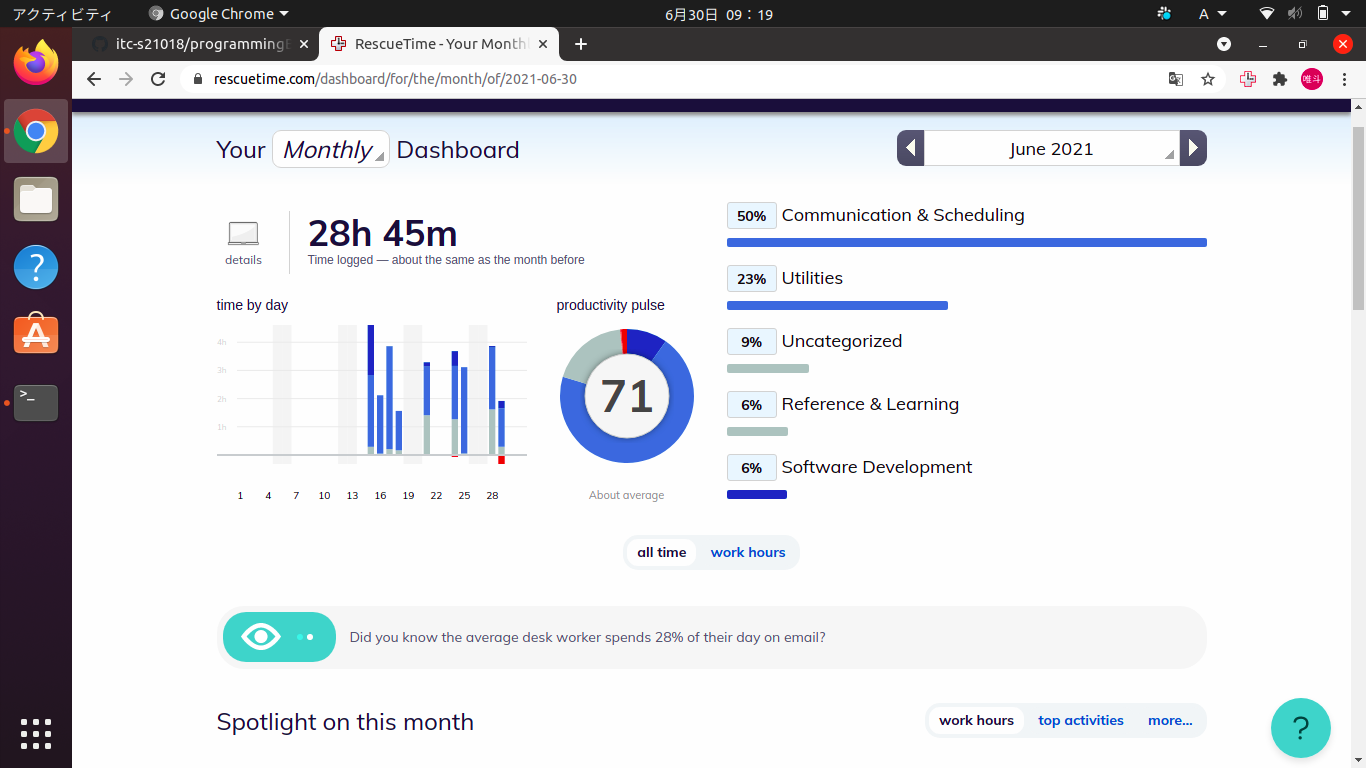 アクティビティ Google Chrome 6月30日 09：19 A
itc-s21018/programming RescueTime - Your Month
rescuetime.com/dashboard/for/the/month/of/2021-06-30 唯斗
Your Monthly Dashboard June 2021
details
28h 45m
Time logged — about the same as the month before
time by day
4h
3h
2h
1h
1 4 7 10 13 16 19 22 25 28
productivity pulse
71
About average
50% Communication & Scheduling
23% Utilities
9% Uncategorized
6% Reference & Learning
6% Software Development
all time work hours
Did you know the average desk worker spends 28% of their day on email?
Spotlight on this month work hours top activities more...
?